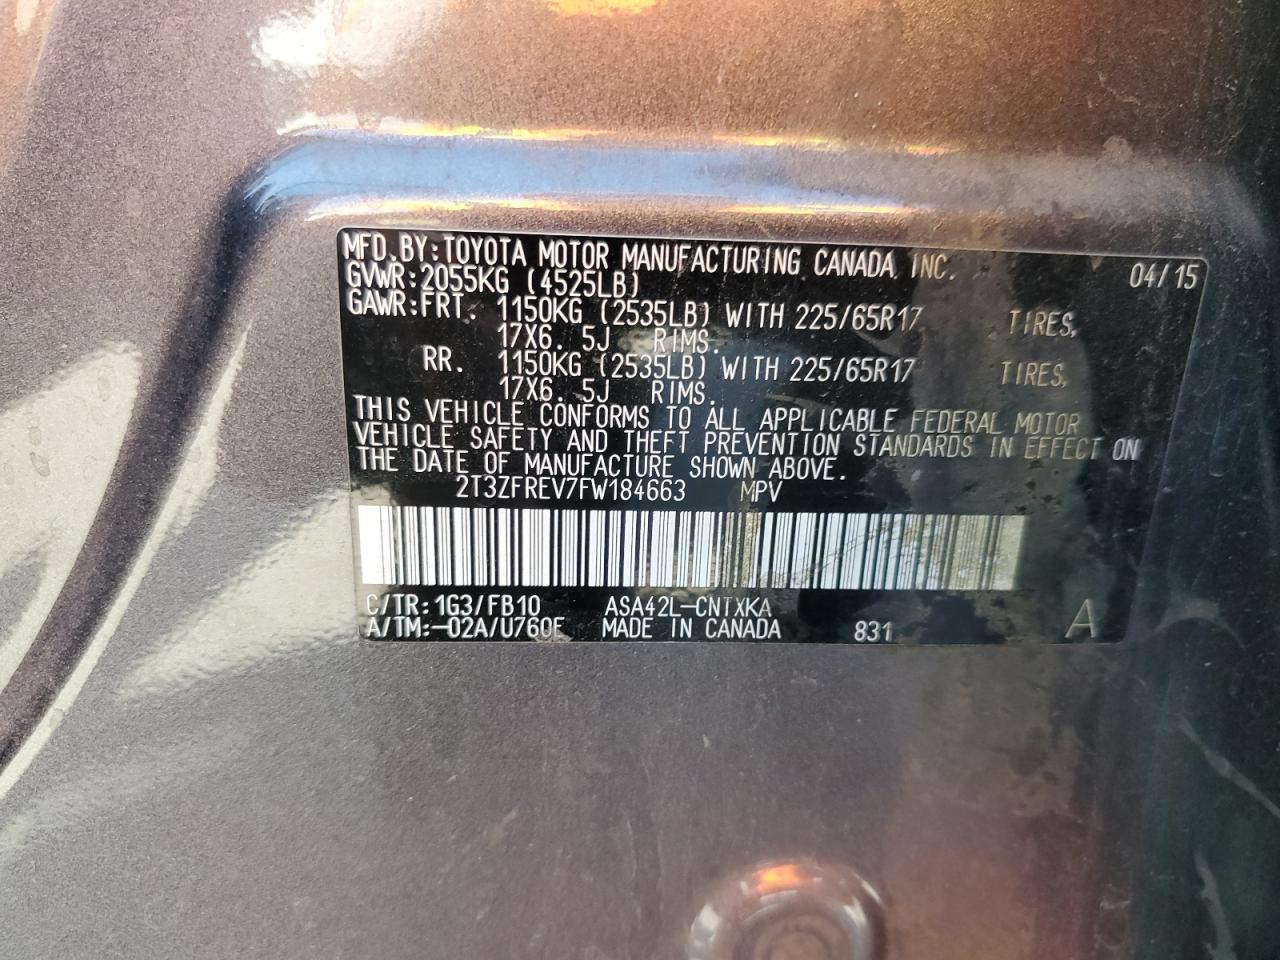 MFD.BY:TOYOTA MOTOR MANUFACTURING CANADA, INC. 04/15
GVWR:2055KG (4525LB)
GAWR:FRT. 1150KG (2535LB) WITH 225/65R17 TIRES,
17X6. 5J RIMS.
RR. 1150KG (2535LB) WITH 225/65R17 TIRES,
17X6. 5J RIMS.
THIS VEHICLE CONFORMS TO ALL APPLICABLE FEDERAL MOTOR
VEHICLE SAFETY AND THEFT PREVENTION STANDARDS IN EFFECT ON
THE DATE OF MANUFACTURE SHOWN ABOVE.
2T3ZFREV7FW184663 MPV
C/TR:1G3/FB10 ASA42L-CNTXKA
A/TM:-02A/U760E MADE IN CANADA 831 A